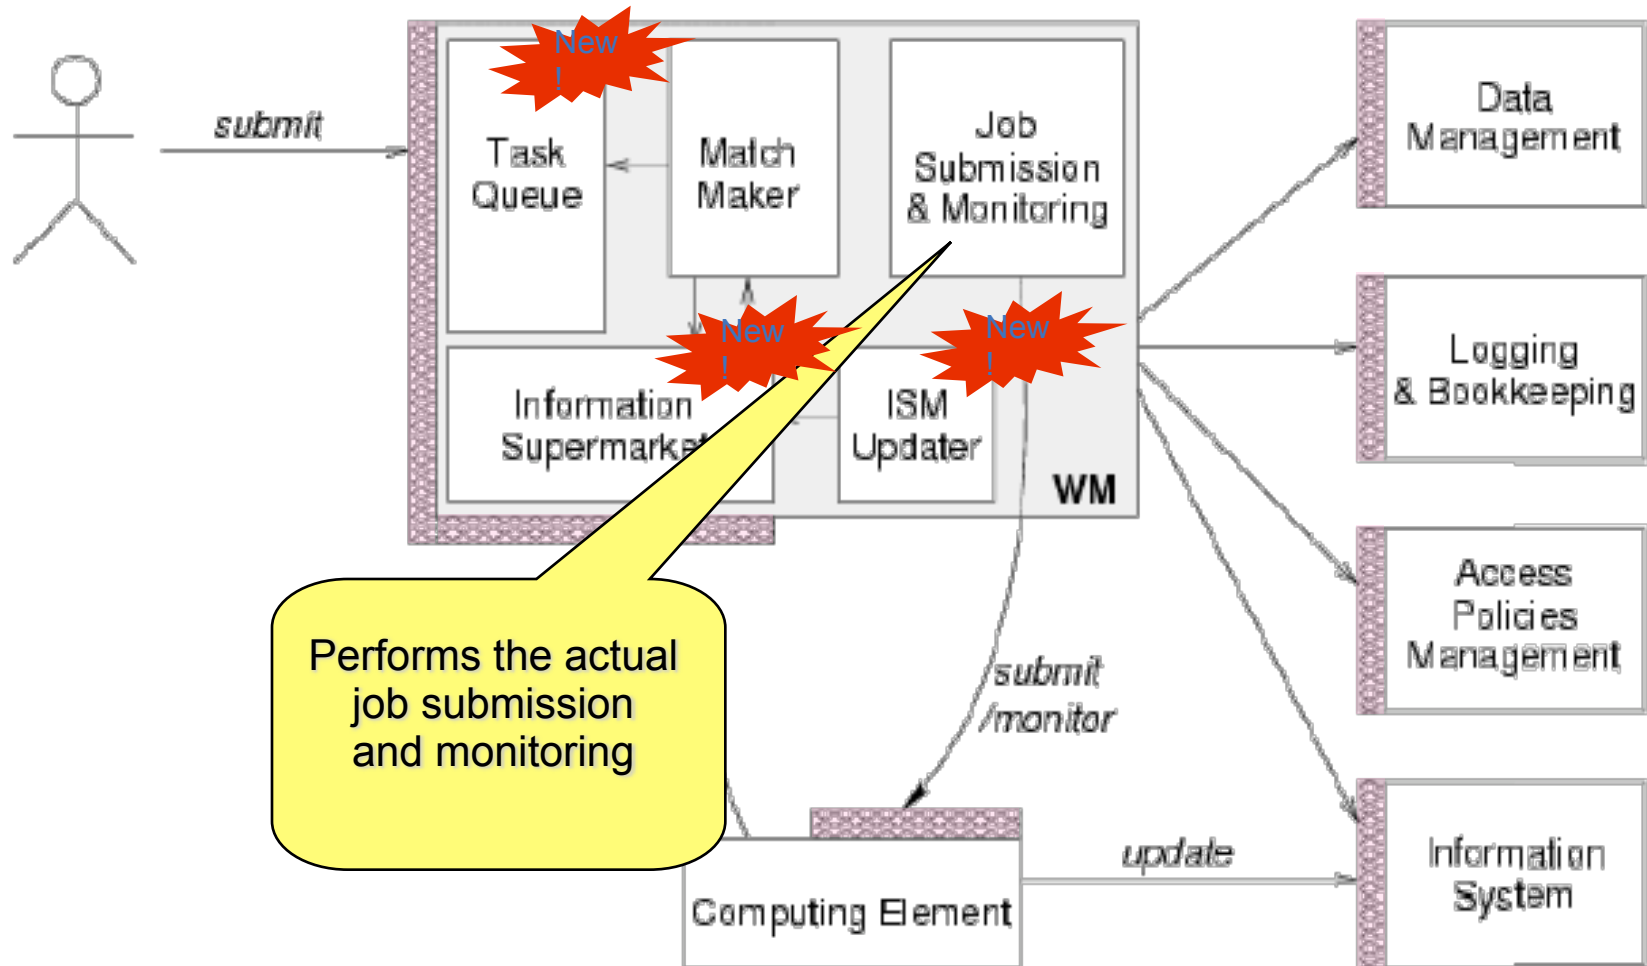 New
!
submit
Task
Queue
Match
Maker
Job
Submission
& Monitoring
Data
Management
New
!
New
!
Information
Supermarket
ISM
Updater
WM
Logging
& Bookkeeping
Access
Policies
Management
Performs the actual
job submission
and monitoring
submit
/monitor
update
Computing Element
Information
System